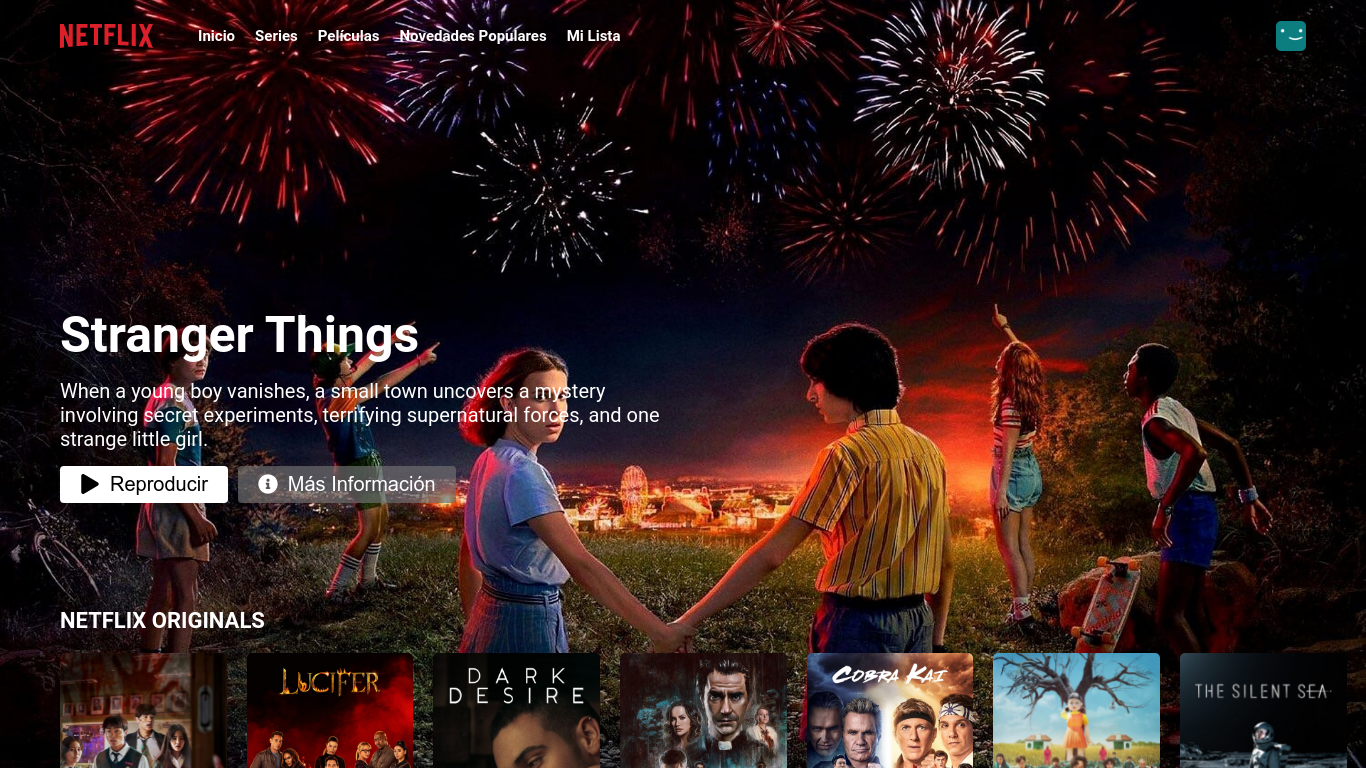 NETFLIX
Inicio Series Películas Novedades Populares Mi Lista
Stranger Things
When a young boy vanishes, a small town uncovers a mystery
involving secret experiments, terrifying supernatural forces, and one
strange little girl.
Reproducir Más Información
NETFLIX ORIGINALS
LUCIFER
DARK
DESIRE
COBRA KAI
THE SILENT SEA